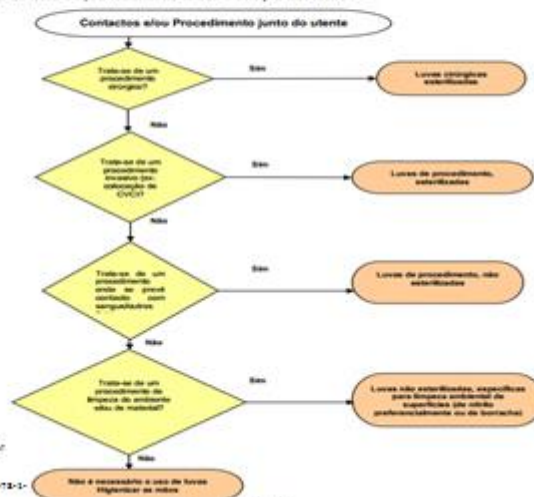 Contactos e/ou Procedimento junto do utente
Trata-se de um
procedimento
cirúrgico?
Sim
Luvas cirúrgicas
esterilizadas
Não
Trata-se de um
procedimento
invasivo (ex.
colocação de
CVC)?
Sim
Luvas de procedimento,
esterilizadas
Não
Trata-se de um
procedimento
onde se prevê
contacto com
sangue/outros
Sim
Luvas de procedimento, não
esterilizadas
Não
Trata-se de um
procedimento de
limpeza do ambiente
e/ou de material?
Sim
Luvas não esterilizadas, específicas
para limpeza ambiental de
superfícies (de nitrilo
preferencialmente ou de borracha)
Não
Não é necessário o uso de luvas
Higienizar as mãos